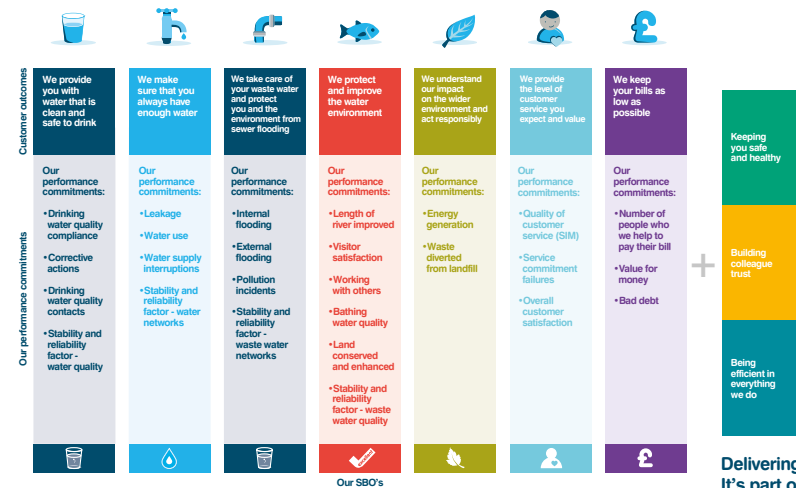 Customer outcomes
We provide
you with
water that is
clean and
safe to drink
We make
sure that you
always have
enough water
We take care of
your waste water
and protect
you and the
environment from
sewer flooding
We protect
and improve
the water
environment
We understand
our impact
on the wider
environment and
act responsibly
We provide
the level of
customer
service you
expect and value
We keep
your bills as
low as
possible
Our performance commitments
Our
performance
commitments:
•Drinking
water quality
compliance
•Corrective
actions
•Drinking
water quality
contacts
•Stability and
reliability
factor -
water quality
Our
performance
commitments:
•Leakage
•Water use
•Water supply
interruptions
•Stability and
reliability
factor - water
networks
Our
performance
commitments:
•Internal
flooding
•External
flooding
•Pollution
incidents
•Stability and
reliability
factor -
waste water
networks
Our
performance
commitments:
•Length of
river improved
•Visitor
satisfaction
•Working
with others
•Bathing
water quality
•Land
conserved
and enhanced
•Stability and
reliability
factor - waste
water quality
Our
performance
commitments:
•Energy
generation
•Waste
diverted
from landfill
Our
performance
commitments:
•Quality of
customer
service (SIM)
•Service
commitment
failures
•Overall
customer
satisfaction
Our
performance
commitments:
•Number of
people who
we help to
pay their bill
•Value for
money
•Bad debt
£
£
+
Keeping
you safe
and healthy
Building
colleague
trust
Being
efficient in
everything
we do
Our SBO's
Delivering
It's part o